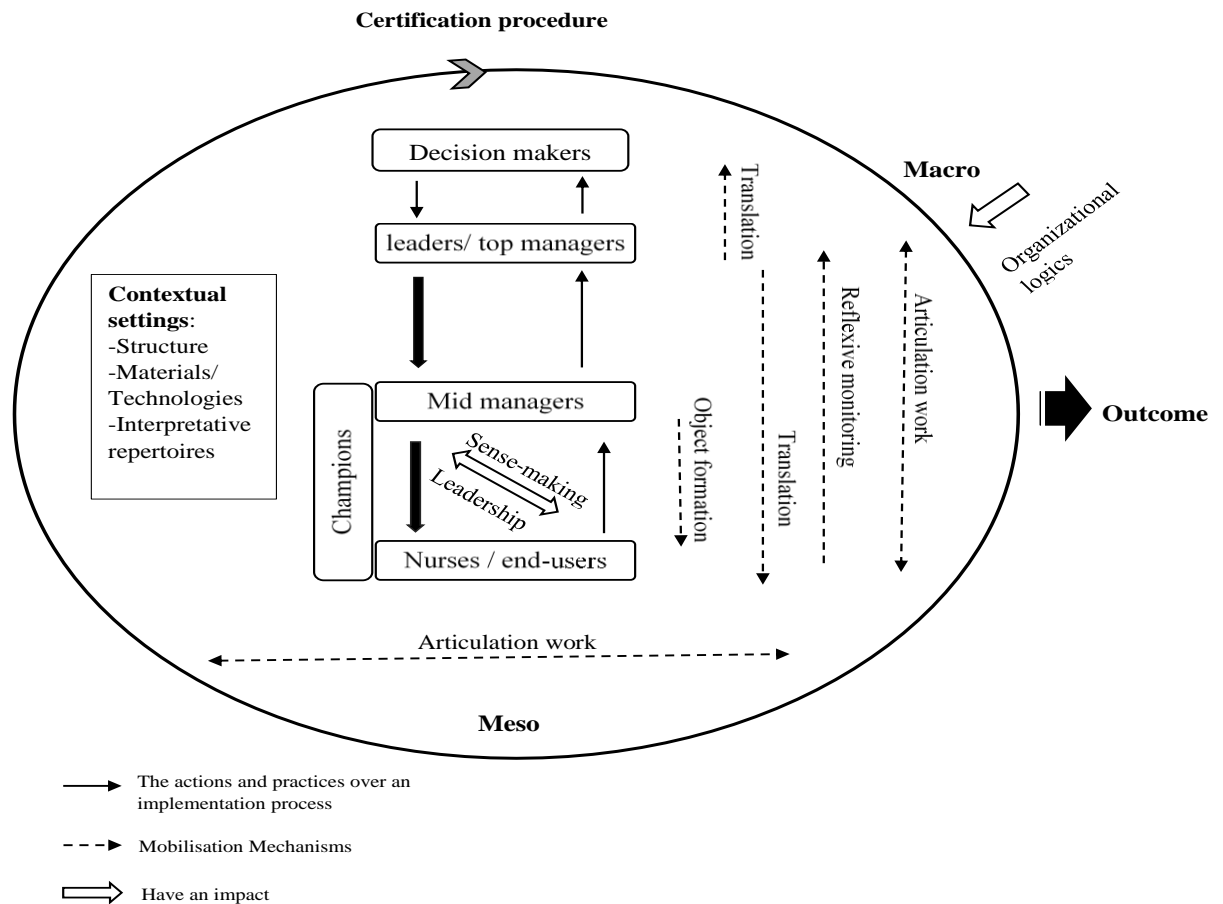 Certification procedure
Decision makers
leaders/ top managers
Mid managers
Nurses / end-users
Champions
Sense-making
Leadership
Contextual
settings:
-Structure
-Materials/
Technologies
-Interpretative
repertoires
Translation
Object formation
Translation
Reflexive monitoring
Articulation work
Macro
Organizational
logics
Outcome
Articulation work
Meso
The actions and practices over an
implementation process
Mobilisation Mechanisms
Have an impact